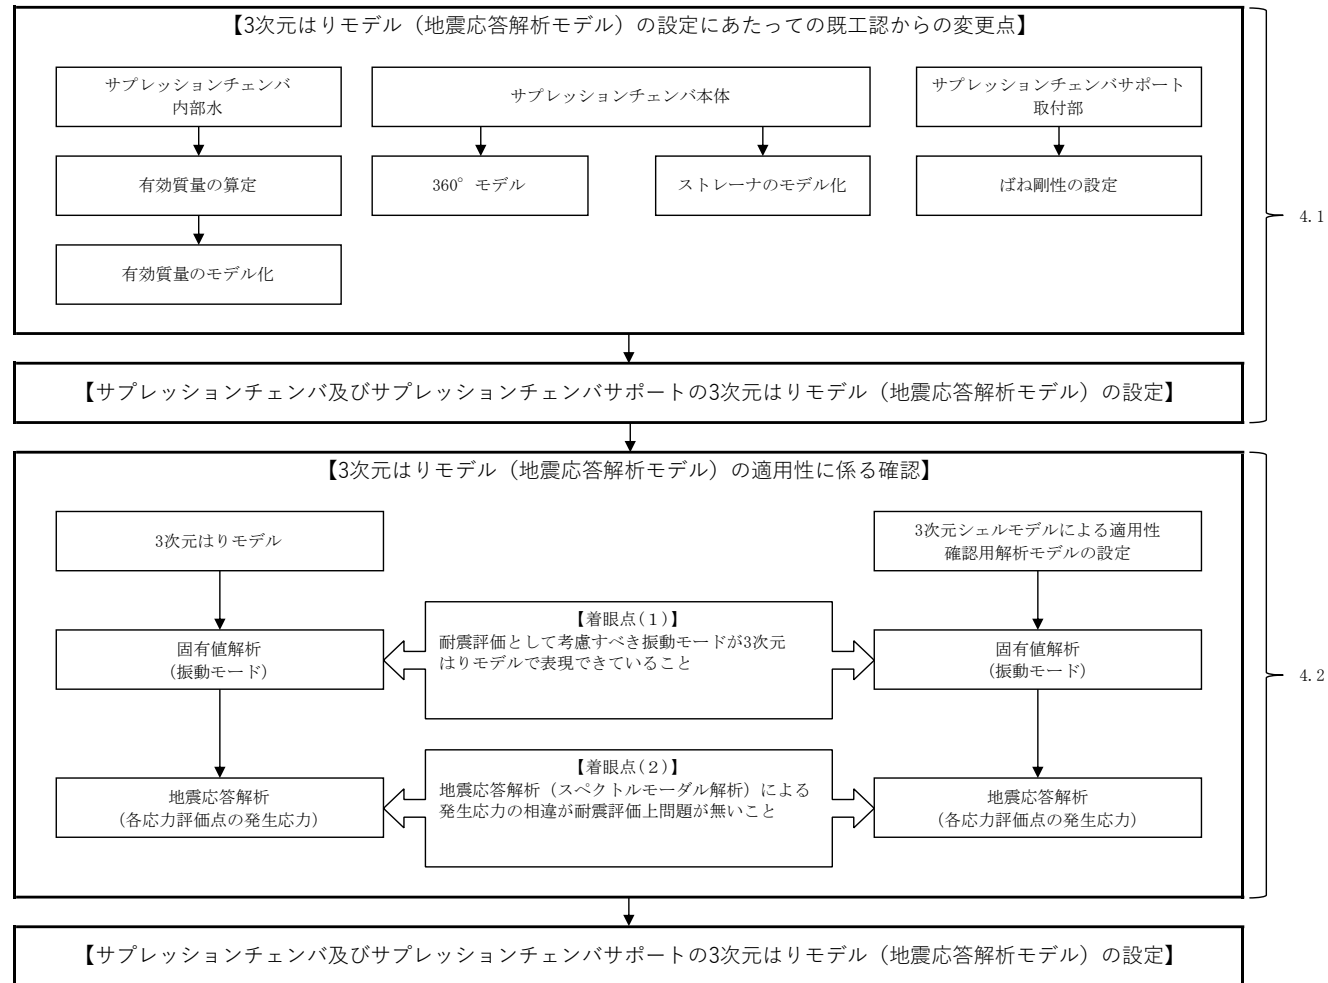 【3次元はりモデル（地震応答解析モデル）の設定にあたっての既工認からの変更点】
サプレッションチェンバ
内部水
サプレッションチェンバ本体
サプレッションチェンバサポート
取付部
有効質量の算定
360°モデル
ストレーナのモデル化
ばね剛性の設定
有効質量のモデル化
4.1
【サプレッションチェンバ及びサプレッションチェンバサポートの3次元はりモデル（地震応答解析モデル）の設定】
【3次元はりモデル（地震応答解析モデル）の適用性に係る確認】
3次元はりモデル
3次元シェルモデルによる適用性
確認用解析モデルの設定
【着眼点(1)】
耐震評価として考慮すべき振動モードが3次元
はりモデルで表現できていること
固有値解析
(振動モード)
固有値解析
(振動モード)
4.2
【着眼点(2)】
地震応答解析（スペクトルモーダル解析）による
発生応力の相違が耐震評価上問題が無いこと
地震応答解析
(各応力評価点の発生応力)
地震応答解析
(各応力評価点の発生応力)
【サプレッションチェンバ及びサプレッションチェンバサポートの3次元はりモデル（地震応答解析モデル）の設定】